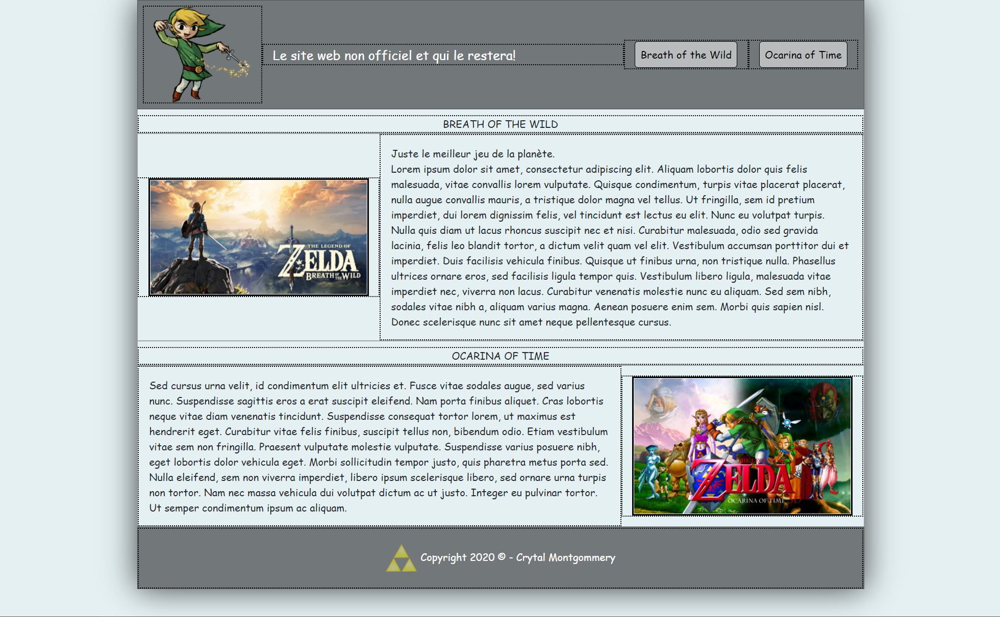 Le site web non officiel et qui le restera!
Breath of the Wild
Ocarina of Time
BREATH OF THE WILD
Juste le meilleur jeu de la planète.
Lorem ipsum dolor sit amet, consectetur adipiscing elit. Aliquam lobortis dolor quis felis
malesuada, vitae convallis lorem vulputate. Quisque condimentum, turpis vitae placerat placerat,
nulla augue convallis mauris, a tristique dolor magna vel tellus. Ut fringilla, sem id pretium
imperdiet, dui lorem dignissim felis, vel tincidunt est lectus eu elit. Nunc eu volutpat turpis.
Nulla quis diam ut lacus rhoncus suscipit nec et nisi. Curabitur malesuada, odio sed gravida
lacinia, felis leo blandit tortor, a dictum velit quam vel elit. Vestibulum accumsan porttitor dui et
imperdiet. Duis facilisis vehicula finibus. Quisque ut finibus urna, non tristique nulla. Phasellus
ultrices ornare eros, sed facilisis ligula tempor quis. Vestibulum libero ligula, malesuada vitae
imperdiet nec, viverra non lacus. Curabitur venenatis molestie nunc eu aliquam. Sed sem nibh,
sodales vitae nibh a, aliquam varius magna. Aenean posuere enim sem. Morbi quis sapien nisl.
Donec scelerisque nunc sit amet neque pellentesque cursus.
THE LEGEND OF
ZELDA
BREATH OF THE WILD
OCARINA OF TIME
Sed cursus urna velit, id condimentum elit ultricies et. Fusce vitae sodales augue, sed varius
nunc. Suspendisse sagittis eros a erat suscipit eleifend. Nam porta finibus aliquet. Cras lobortis
neque vitae diam venenatis tincidunt. Suspendisse consequat tortor lorem, ut maximus est
hendrerit eget. Curabitur vitae felis finibus, suscipit tellus non, bibendum odio. Etiam vestibulum
vitae sem non fringilla. Praesent vulputate molestie vulputate. Suspendisse varius posuere nibh,
eget lobortis dolor vehicula eget. Morbi sollicitudin tempor justo, quis pharetra metus porta sed.
Nulla eleifend, sem non viverra imperdiet, libero ipsum scelerisque libero, sed ornare urna turpis
non tortor. Nam nec massa vehicula dui volutpat dictum ac ut justo. Integer eu pulvinar tortor.
Ut semper condimentum ipsum ac aliquam.
THE LEGEND OF
ZELDA
OCARINA OF TIME 3D
Copyright 2020 © - Crytal Montgommery